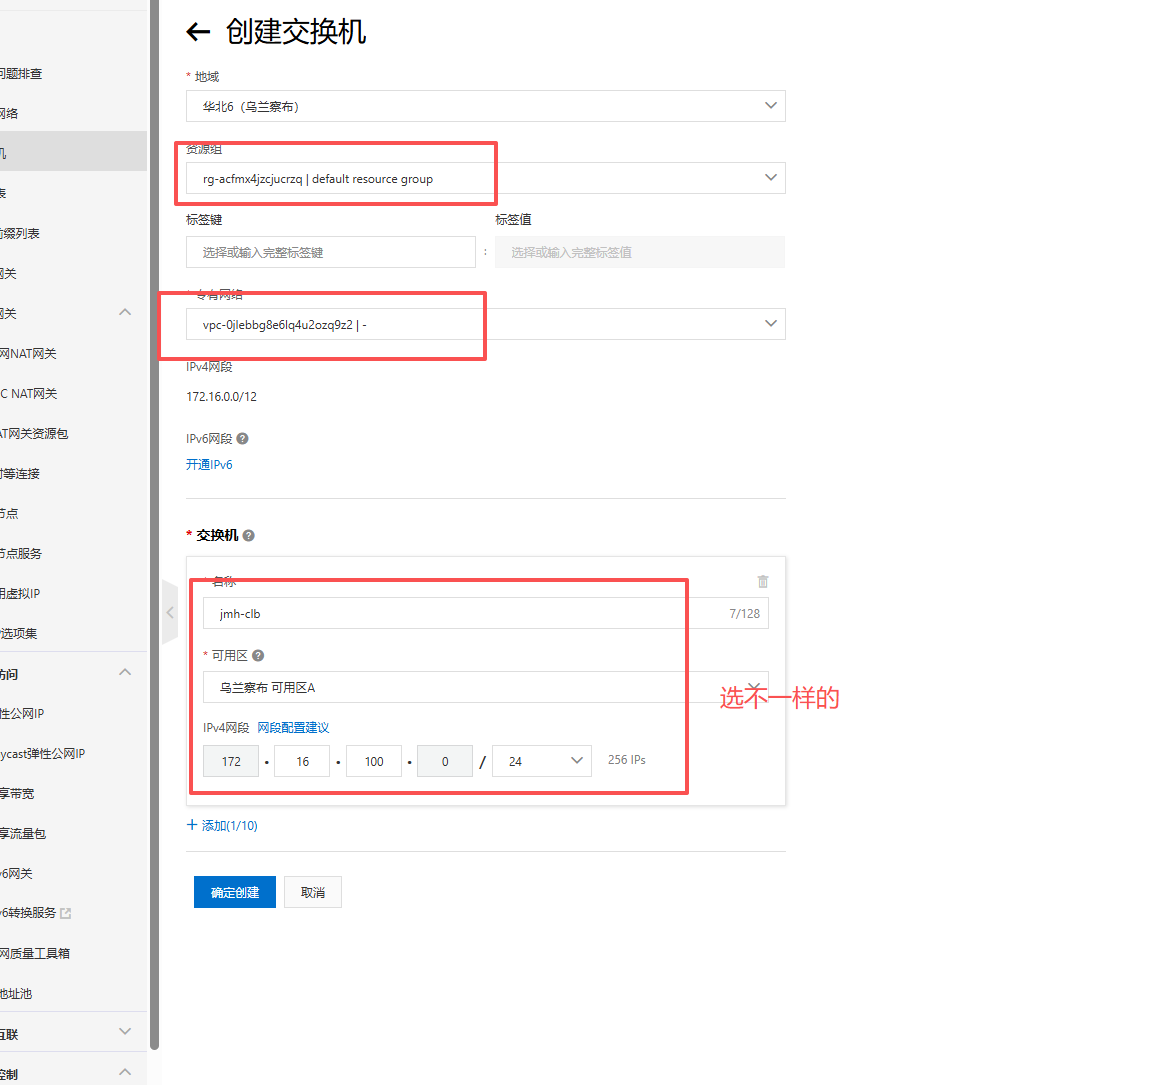 创建交换机
* 地域
华北6（乌兰察布）
资源组
rg-acfmx4jzcjucrzq | default resource group
标签键
标签值
选择或输入完整标签键
:
选择或输入完整标签值
* 专有网络
vpc-0jlebbg8e6lq4u2ozq9z2 | -
IPv4网段
172.16.0.0/12
IPv6网段
开通IPv6
* 交换机
* 名称
jmh-clb
7/128
* 可用区
乌兰察布 可用区A
选不一样的
IPv4网段 网段配置建议
172 • 16 • 100 • 0 / 24 256 IPs
+ 添加(1/10)
确定创建 取消
问题排查
网络
机
表
前缀列表
网关
网关
网NAT网关
C NAT网关
AT网关资源包
对等连接
节点
节点服务
用虚拟IP
选项集
访问
性公网IP
ycast弹性公网IP
享带宽
享流量包
v6网关
v6转换服务
网质量工具箱
地址池
互联
控制